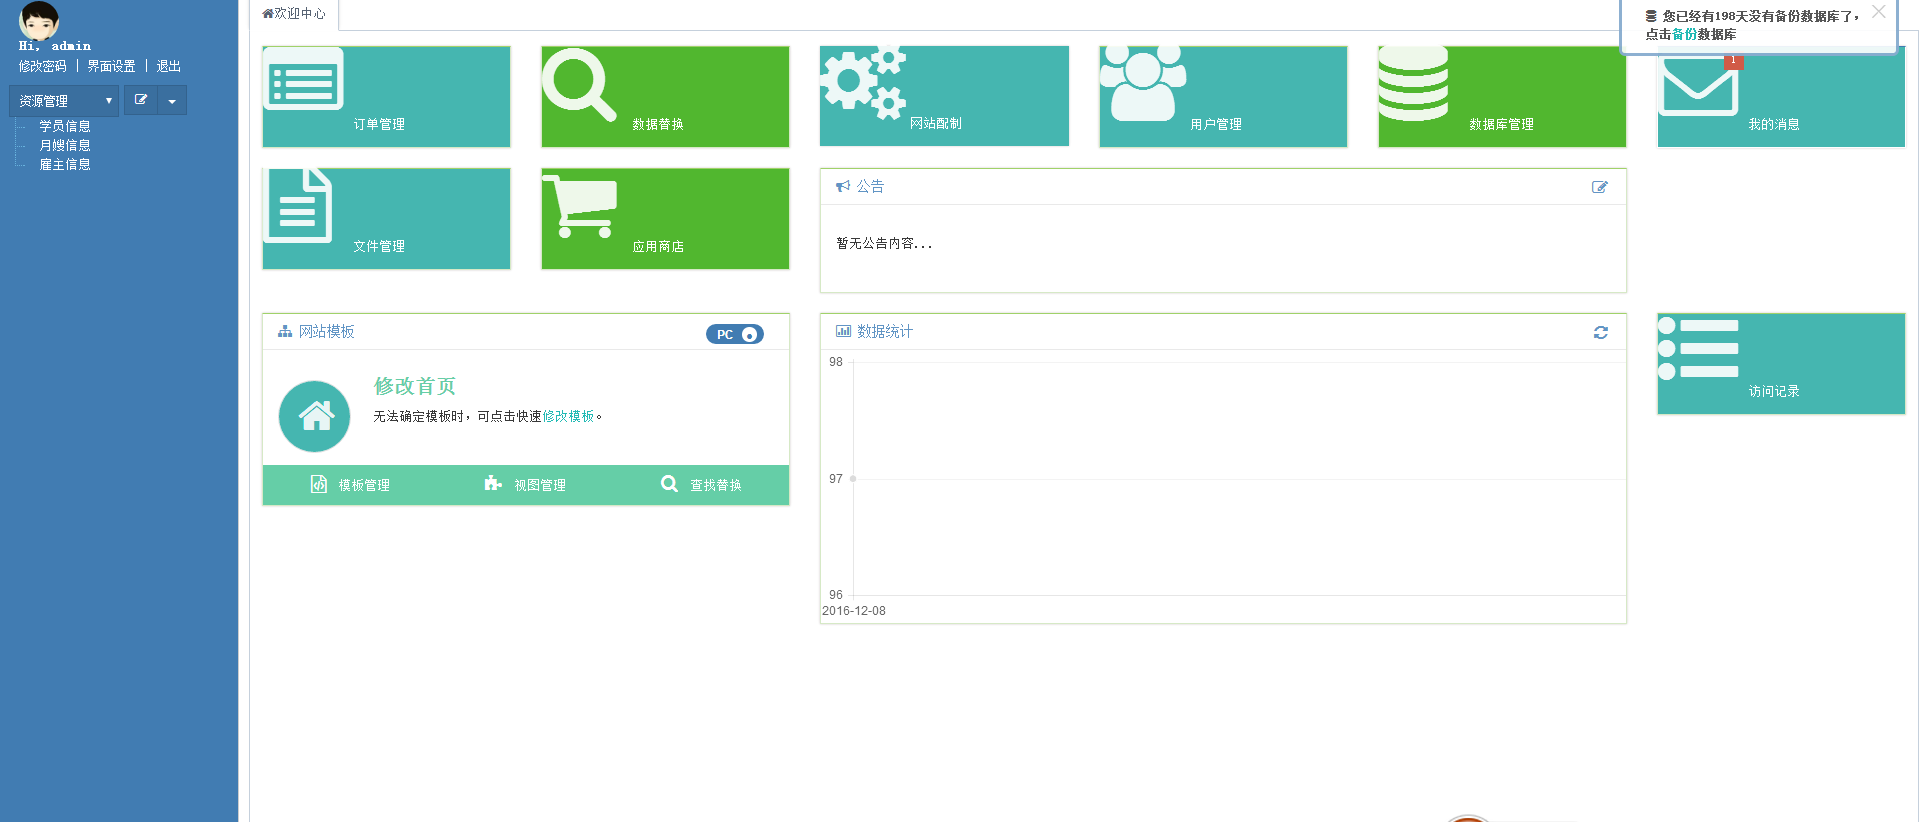 Hi, admin
修改密码 | 界面设置 | 退出
资源管理
学员信息
月嫂信息
雇主信息
欢迎中心
您已经有198天没有备份数据库了，
点击备份数据库
订单管理
数据替换
网站配制
用户管理
数据库管理
1
我的消息
文件管理
应用商店
公告
暂无公告内容...
网站模板
PC
修改首页
无法确定模板时，可点击快速修改模板。
模板管理
视图管理
查找替换
数据统计
98
97
96
2016-12-08
访问记录